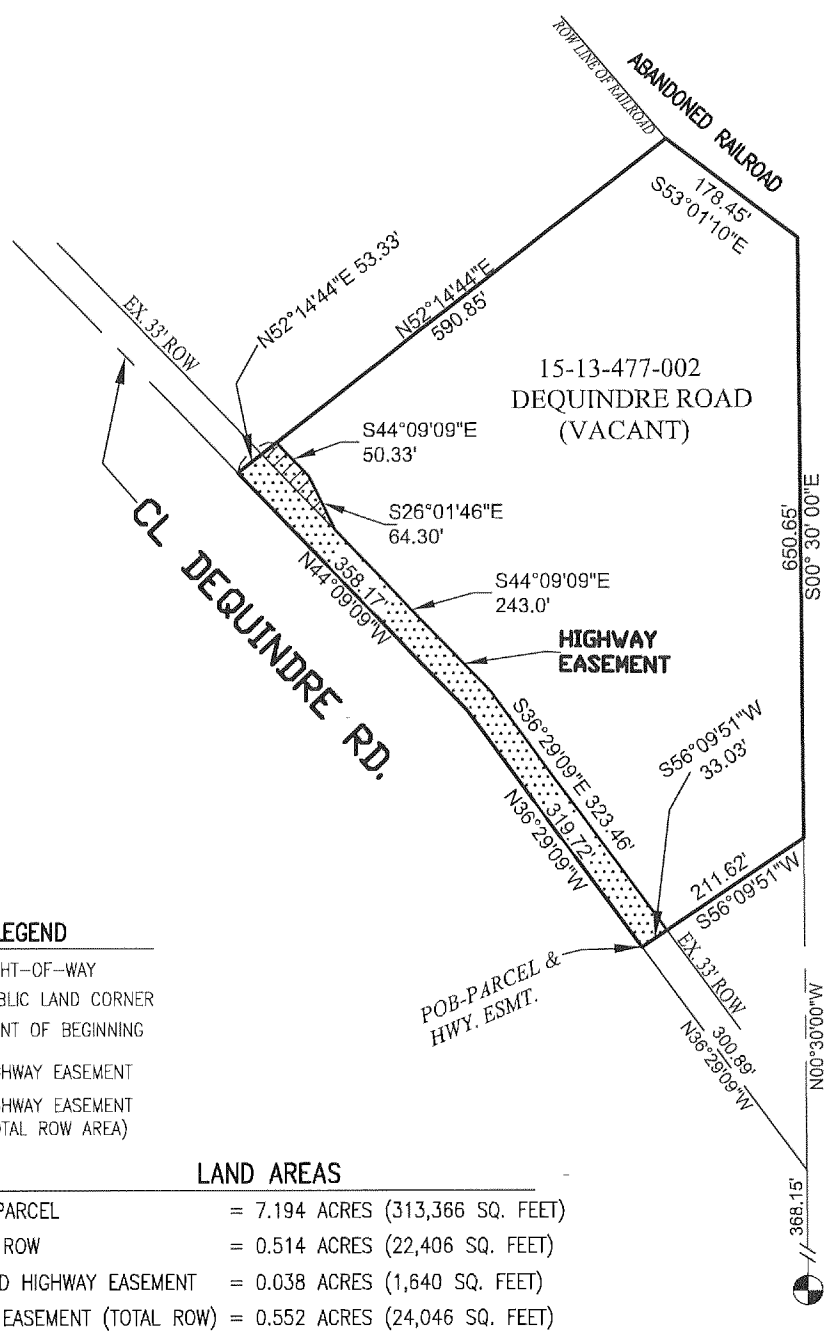 ROW LINE OF RAILROAD
ABANDONED RAILROAD
178.45'
S53°01'10"E
N52°14'44"E 53.33'
N52°14'44"E
590.85'
EX. 33' ROW
15-13-477-002
DEQUINDRE ROAD
(VACANT)
S44°09'09"E
50.33'
S26°01'46"E
64.30'
650.65'
S00° 30' 00"E
CL DEQUINDRE RD.
358.17'
N44°09'09"W
S44°09'09"E
243.0'
HIGHWAY
EASEMENT
S36°29'09"E 323.46'
319.72'
N36°29'09"W
S56°09'51"W
33.03'
211.62'
S56°09'51"W
POB-PARCEL &
HWY. ESMT.
EX. 33' ROW
300.89'
N36°29'09"W
N00°30'00"W
368.15'
LEGEND
HT-OF-WAY
BLIC LAND CORNER
NT OF BEGINNING
HWAY EASEMENT
HWAY EASEMENT
OTAL ROW AREA)
LAND AREAS
PARCEL = 7.194 ACRES (313,366 SQ. FEET)
ROW = 0.514 ACRES (22,406 SQ. FEET)
D HIGHWAY EASEMENT = 0.038 ACRES (1,640 SQ. FEET)
EASEMENT (TOTAL ROW) = 0.552 ACRES (24,046 SQ. FEET)